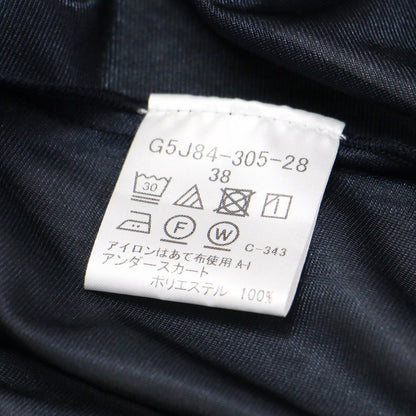 G5J84-305-28
38
30
F W C-343
アイロンはあて布使用 A-1
アンダースカート
ポリエステル 100%